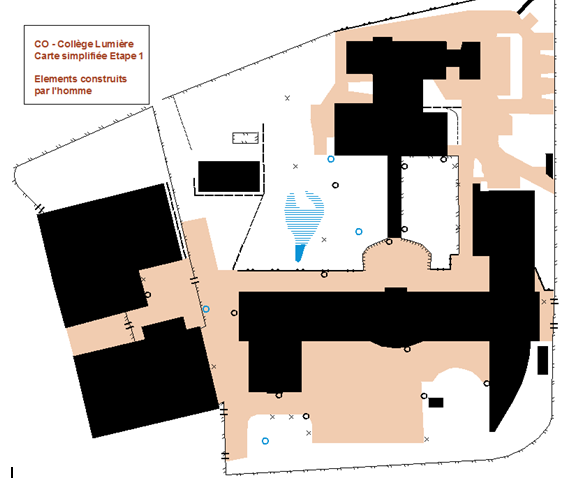 CO - Collège Lumière
Carte simplifiée Etape 1
Elements construits
par l'homme